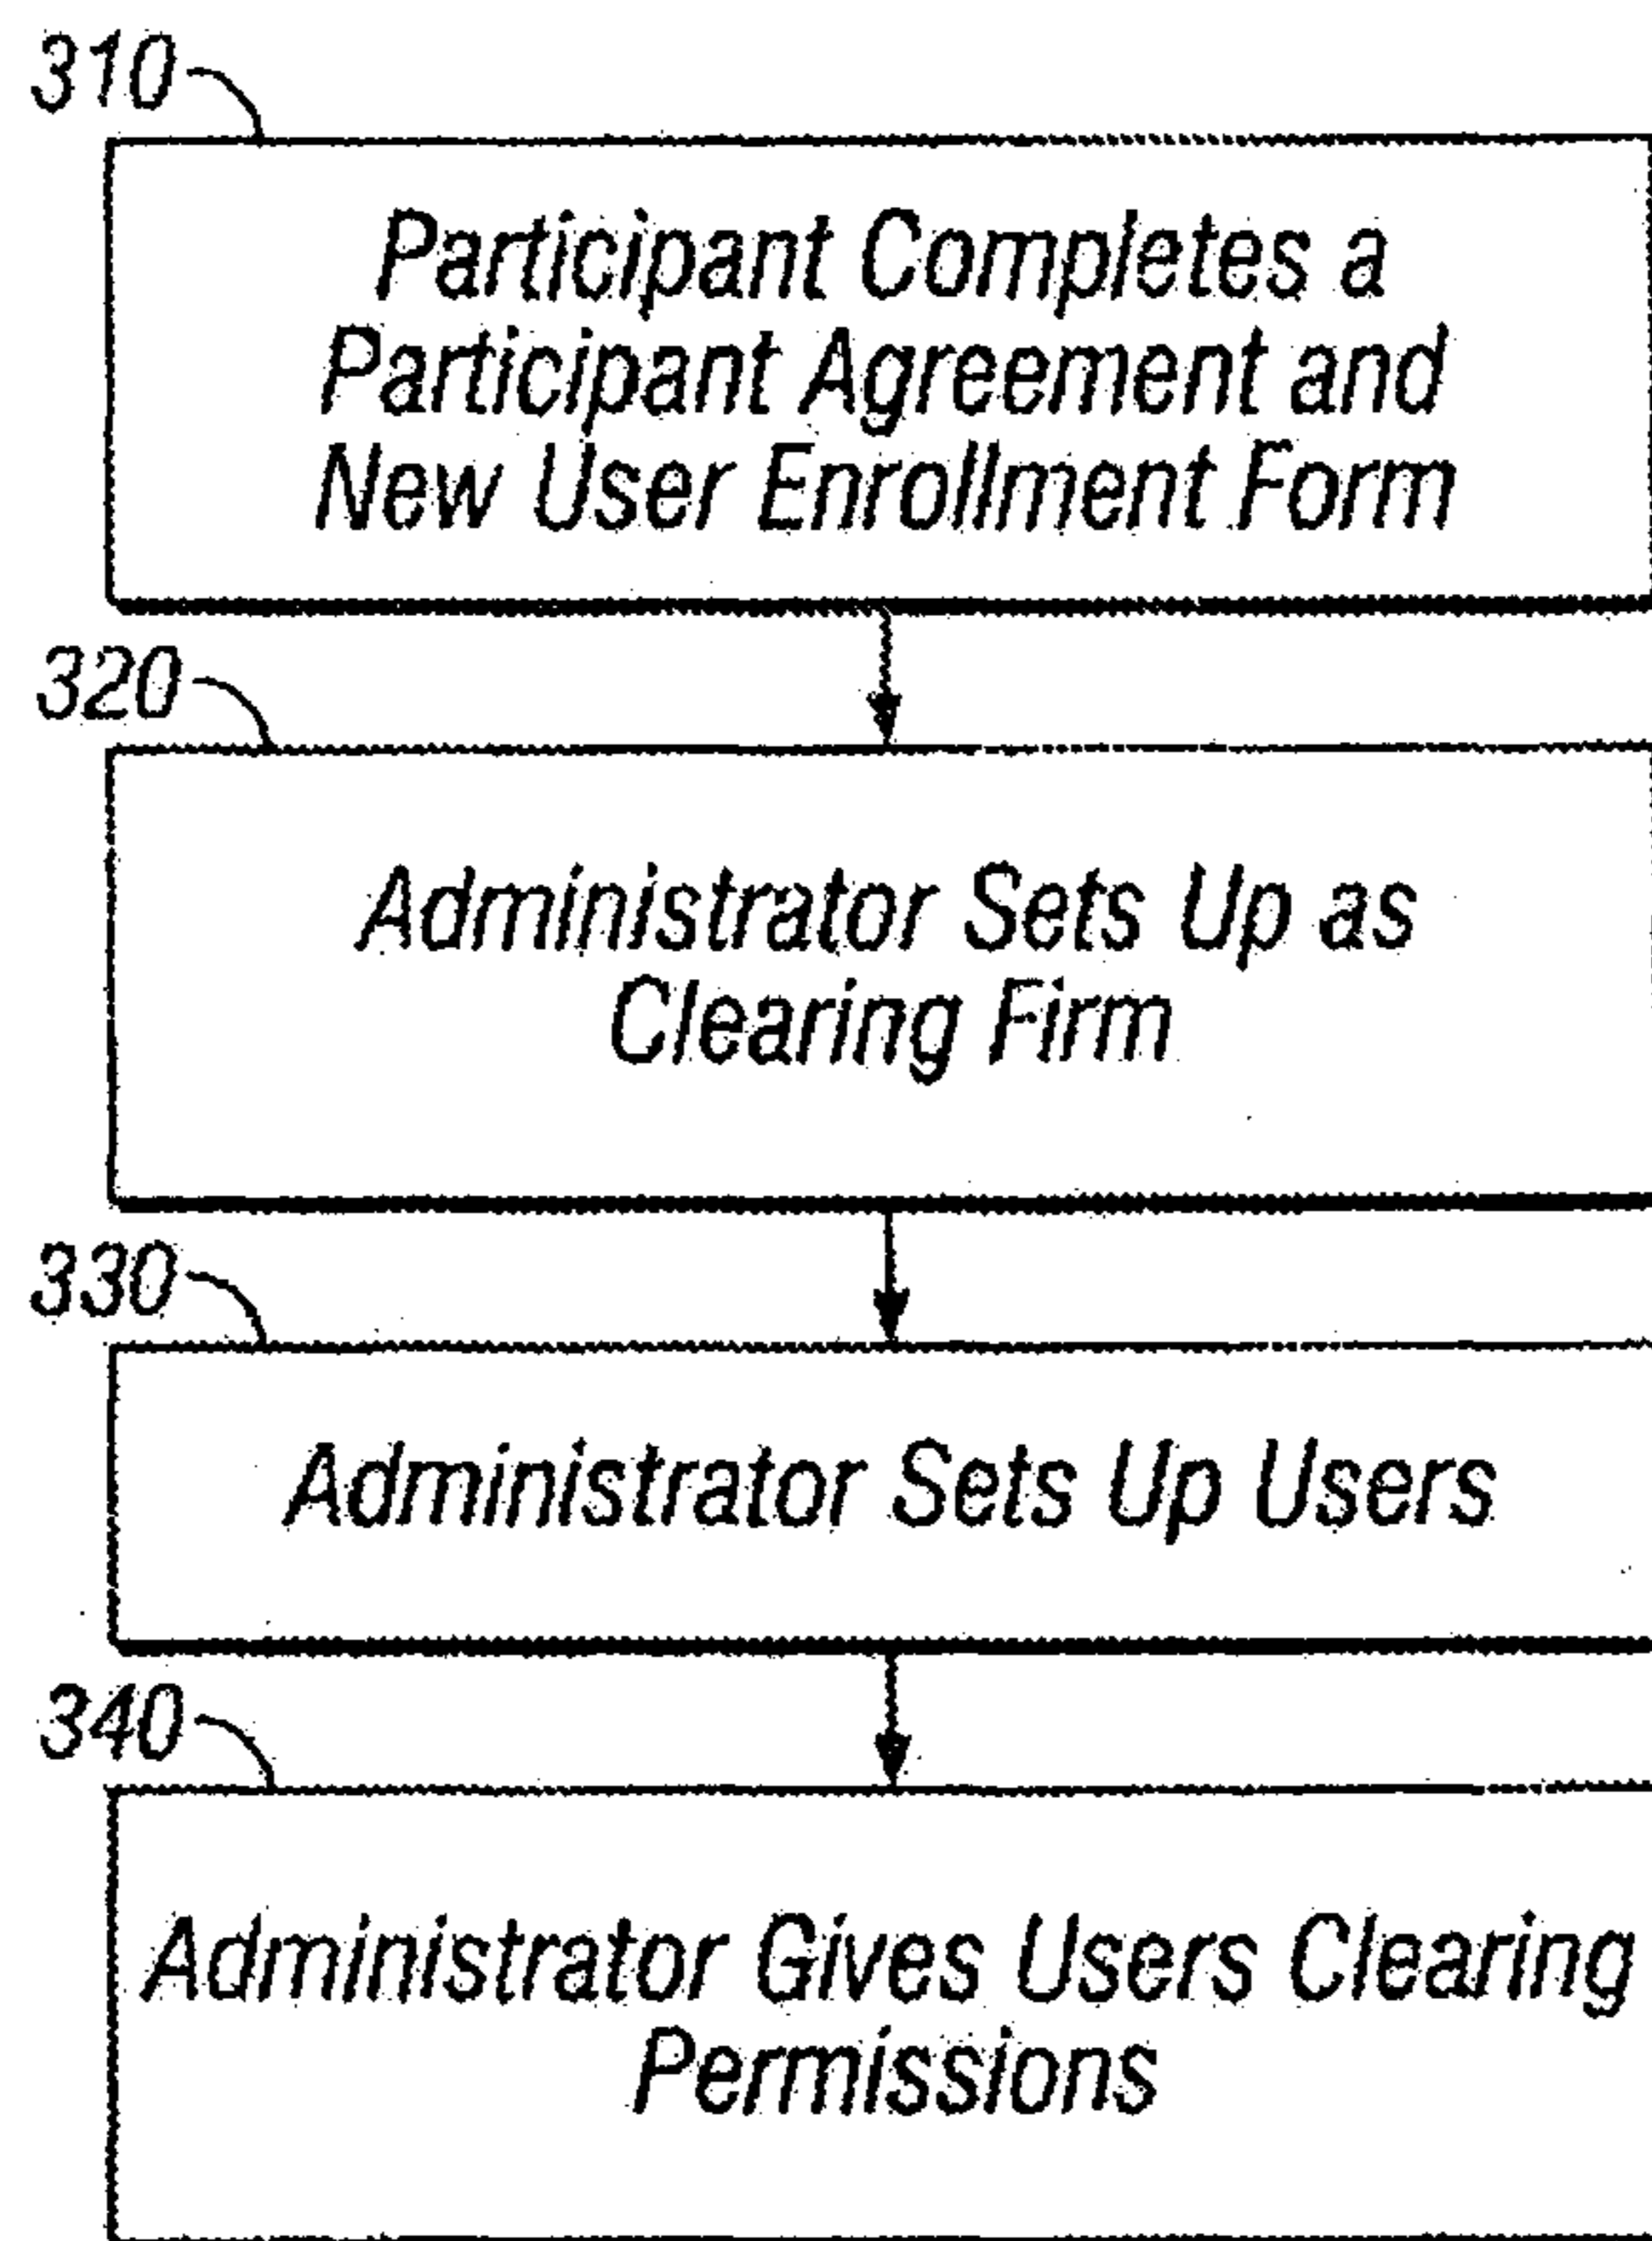 310
Participant Completes a
Participant Agreement and
New User Enrollment Form
320
Administrator Sets Up as
Clearing Firm
330
Administrator Sets Up Users
340
Administrator Gives Users Clearing
Permissions